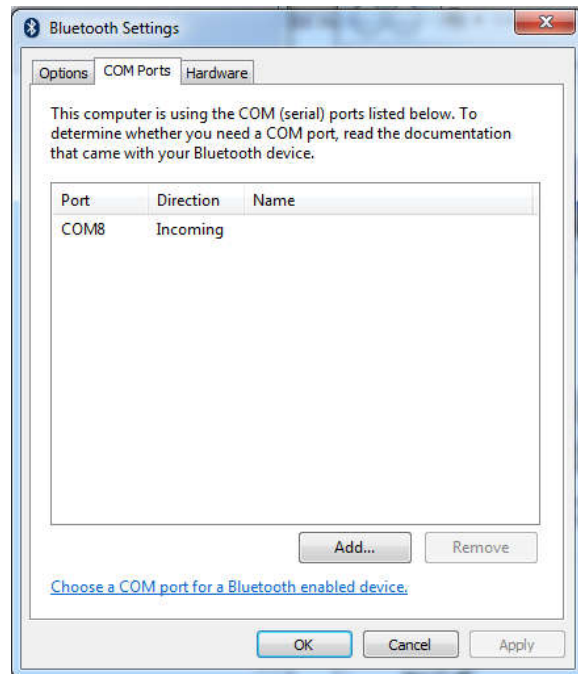 Bluetooth Settings
Options COM Ports Hardware
This computer is using the COM (serial) ports listed below. To
determine whether you need a COM port, read the documentation
that came with your Bluetooth device.
Port Direction Name
COM8 Incoming
Add... Remove
Choose a COM port for a Bluetooth enabled device.
OK Cancel Apply